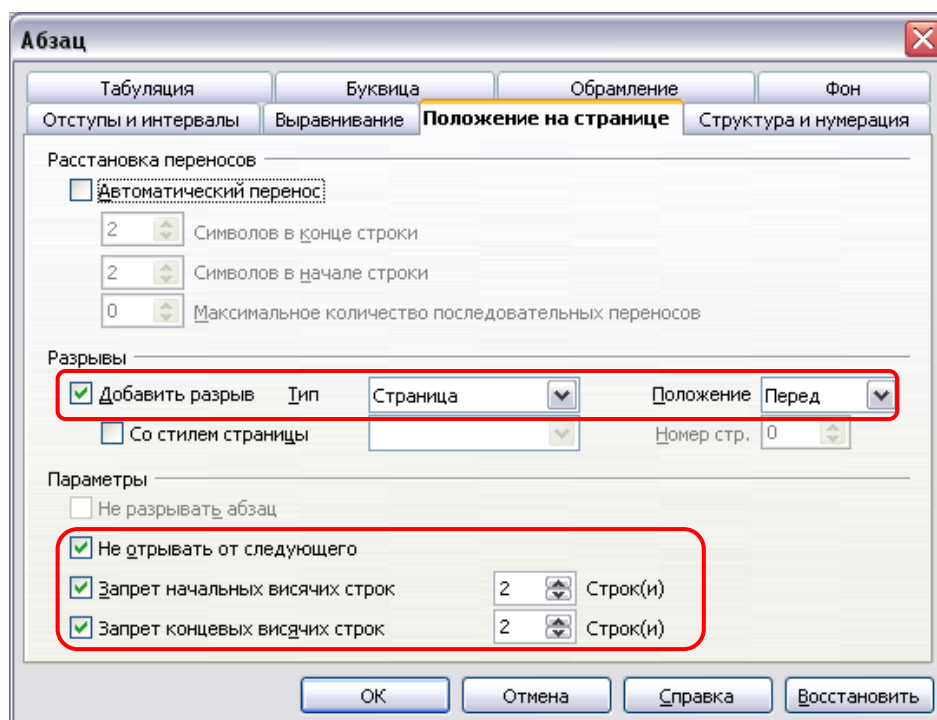 Абзац
Табуляция Буквица Обрамление Фон
Отступы и интервалы Выравнивание Положение на странице Структура и нумерация
Расстановка переносов
Автоматический перенос
2 Символов в конце строки
2 Символов в начале строки
0 Максимальное количество последовательных переносов
Разрывы
Добавить разрыв Тип Страница Положение Перед
Со стилем страницы Номер стр. 0
Параметры
Не разрывать абзац
Не отрывать от следующего
Запрет начальных висячих строк 2 Строк(и)
Запрет концевых висячих строк 2 Строк(и)
ОК Отмена Справка Восстановить